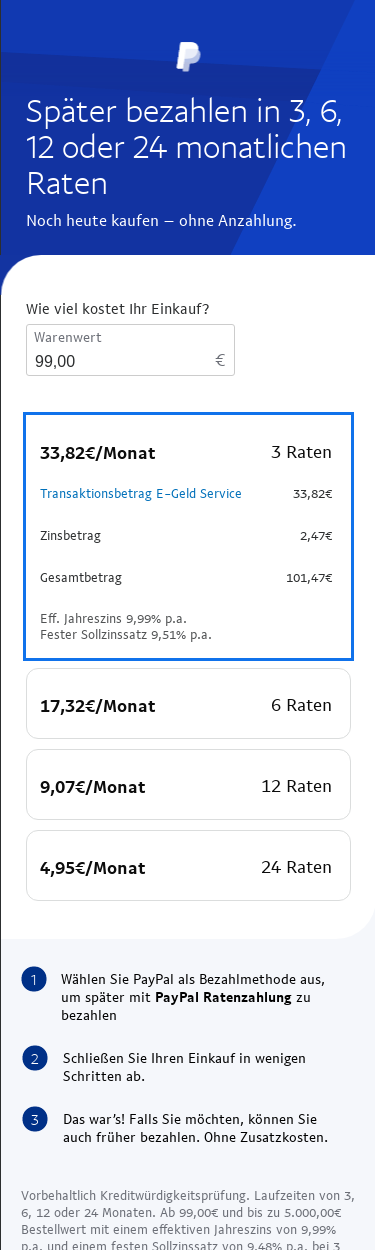 Später bezahlen in 3, 6,
12 oder 24 monatlichen
Raten
Noch heute kaufen – ohne Anzahlung.
Wie viel kostet Ihr Einkauf?
Warenwert
99,00 €
33,82€/Monat 3 Raten
Transaktionsbetrag E-Geld Service 33,82€
Zinsbetrag 2,47€
Gesamtbetrag 101,47€
Eff. Jahreszins 9,99% p.a.
Fester Sollzinssatz 9,51% p.a.
17,32€/Monat 6 Raten
9,07€/Monat 12 Raten
4,95€/Monat 24 Raten
1 Wählen Sie PayPal als Bezahlmethode aus,
um später mit PayPal Ratenzahlung zu
bezahlen
2 Schließen Sie Ihren Einkauf in wenigen
Schritten ab.
3 Das war's! Falls Sie möchten, können Sie
auch früher bezahlen. Ohne Zusatzkosten.
Vorbehaltlich Kreditwürdigkeitsprüfung. Laufzeiten von 3,
6, 12 oder 24 Monaten. Ab 99,00€ und bis zu 5.000,00€
Bestellwert mit einem effektiven Jahreszins von 9,99%
p.a. und einem festen Sollzinssatz von 9,48% p.a. bei 3